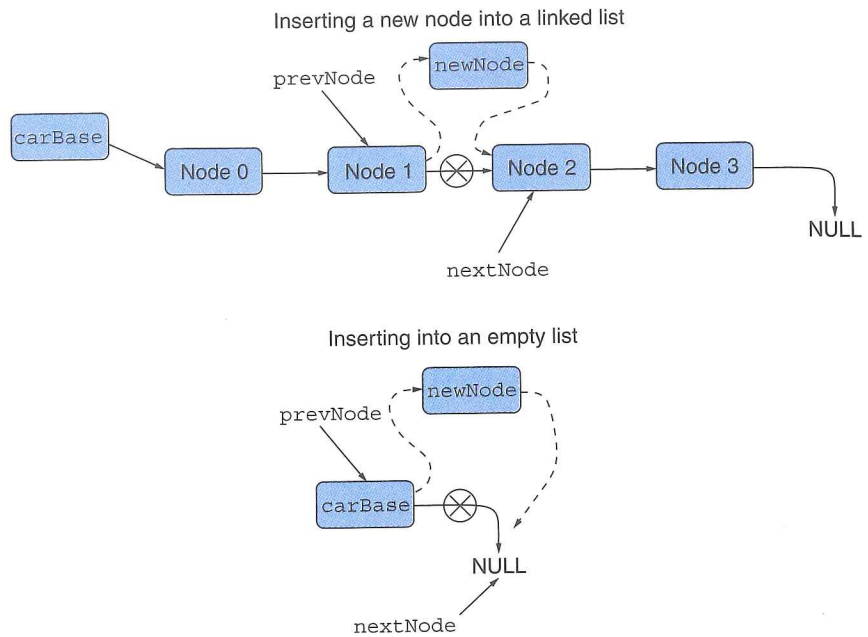 Inserting a new node into a linked list
newNode
prevNode
carBase
Node 0
Node 1
Node 2
Node 3
NULL
nextNode
Inserting into an empty list
newNode
prevNode
carBase
NULL
nextNode